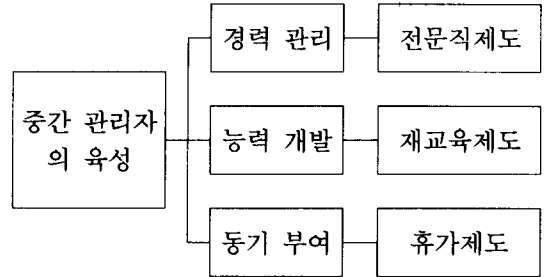 중간 관리자
의 육성
경력 관리
전문직제도
능력 개발
재교육제도
동기 부여
휴가제도